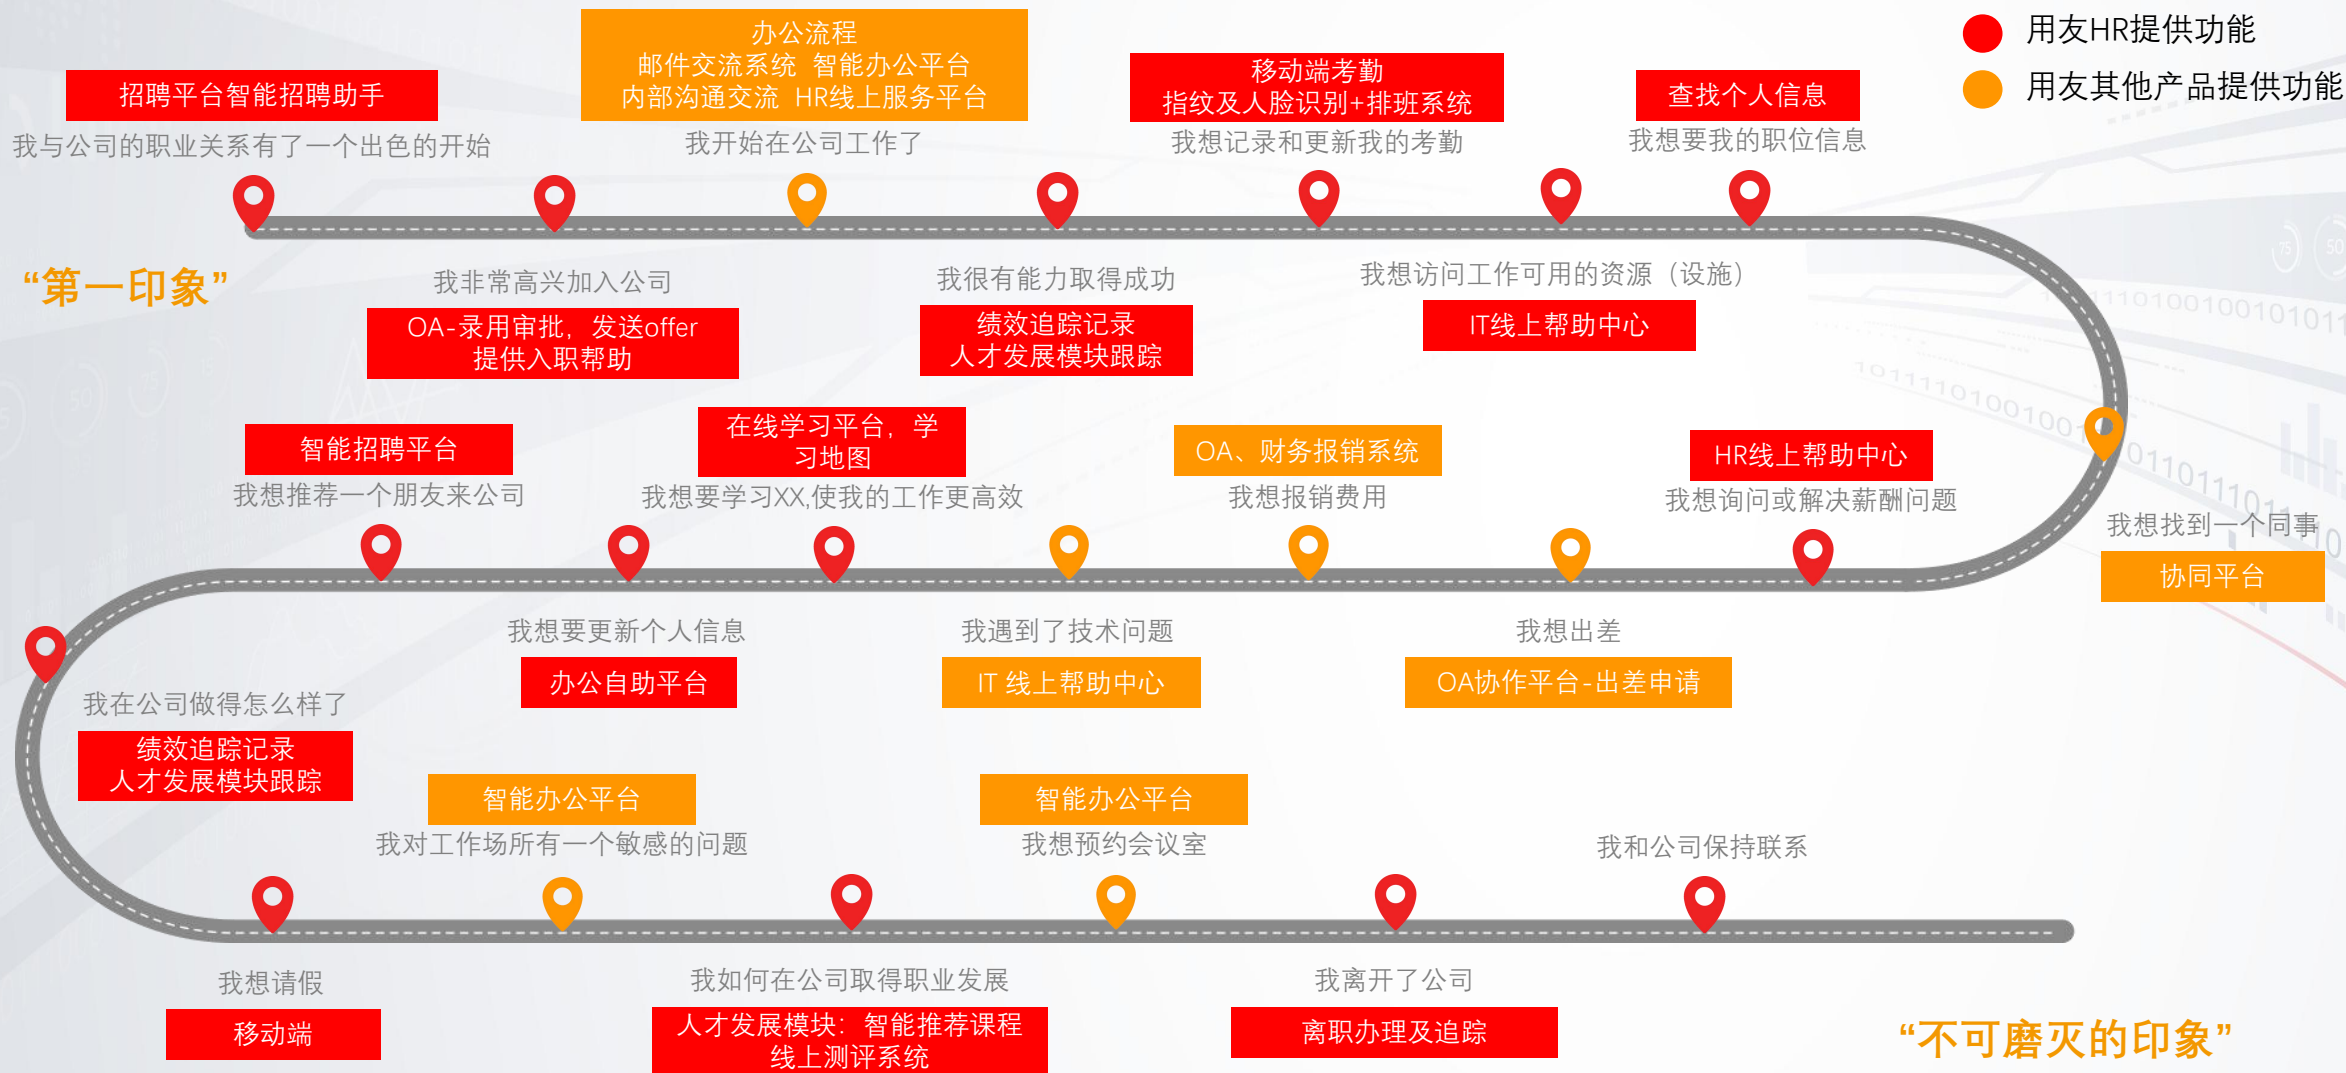 用友HR提供功能
用友其他产品提供功能
招聘平台智能招聘助手
我与公司的职业关系有了一个出色的开始
办公流程
邮件交流系统 智能办公平台
内部沟通交流 HR线上服务平台
我开始在公司工作了
移动端考勤
指纹及人脸识别+排班系统
我想记录和更新我的考勤
查找个人信息
我想要我的职位信息
“第一印象”
我非常高兴加入公司
OA-录用审批，发送offer
提供入职帮助
我很有能力取得成功
绩效追踪记录
人才发展模块跟踪
我想访问工作可用的资源（设施）
IT线上帮助中心
智能招聘平台
我想推荐一个朋友来公司
在线学习平台，学
习地图
我想要学习XX,使我的工作更高效
OA、财务报销系统
我想报销费用
HR线上帮助中心
我想询问或解决薪酬问题
我想找到一个同事
协同平台
我想要更新个人信息
办公自助平台
我遇到了技术问题
IT 线上帮助中心
我想出差
OA协作平台-出差申请
我在公司做得怎么样了
绩效追踪记录
人才发展模块跟踪
智能办公平台
我对工作场所有一个敏感的问题
智能办公平台
我想预约会议室
我和公司保持联系
我想请假
移动端
我如何在公司取得职业发展
人才发展模块：智能推荐课程
线上测评系统
我离开了公司
离职办理及追踪
“不可磨灭的印象”